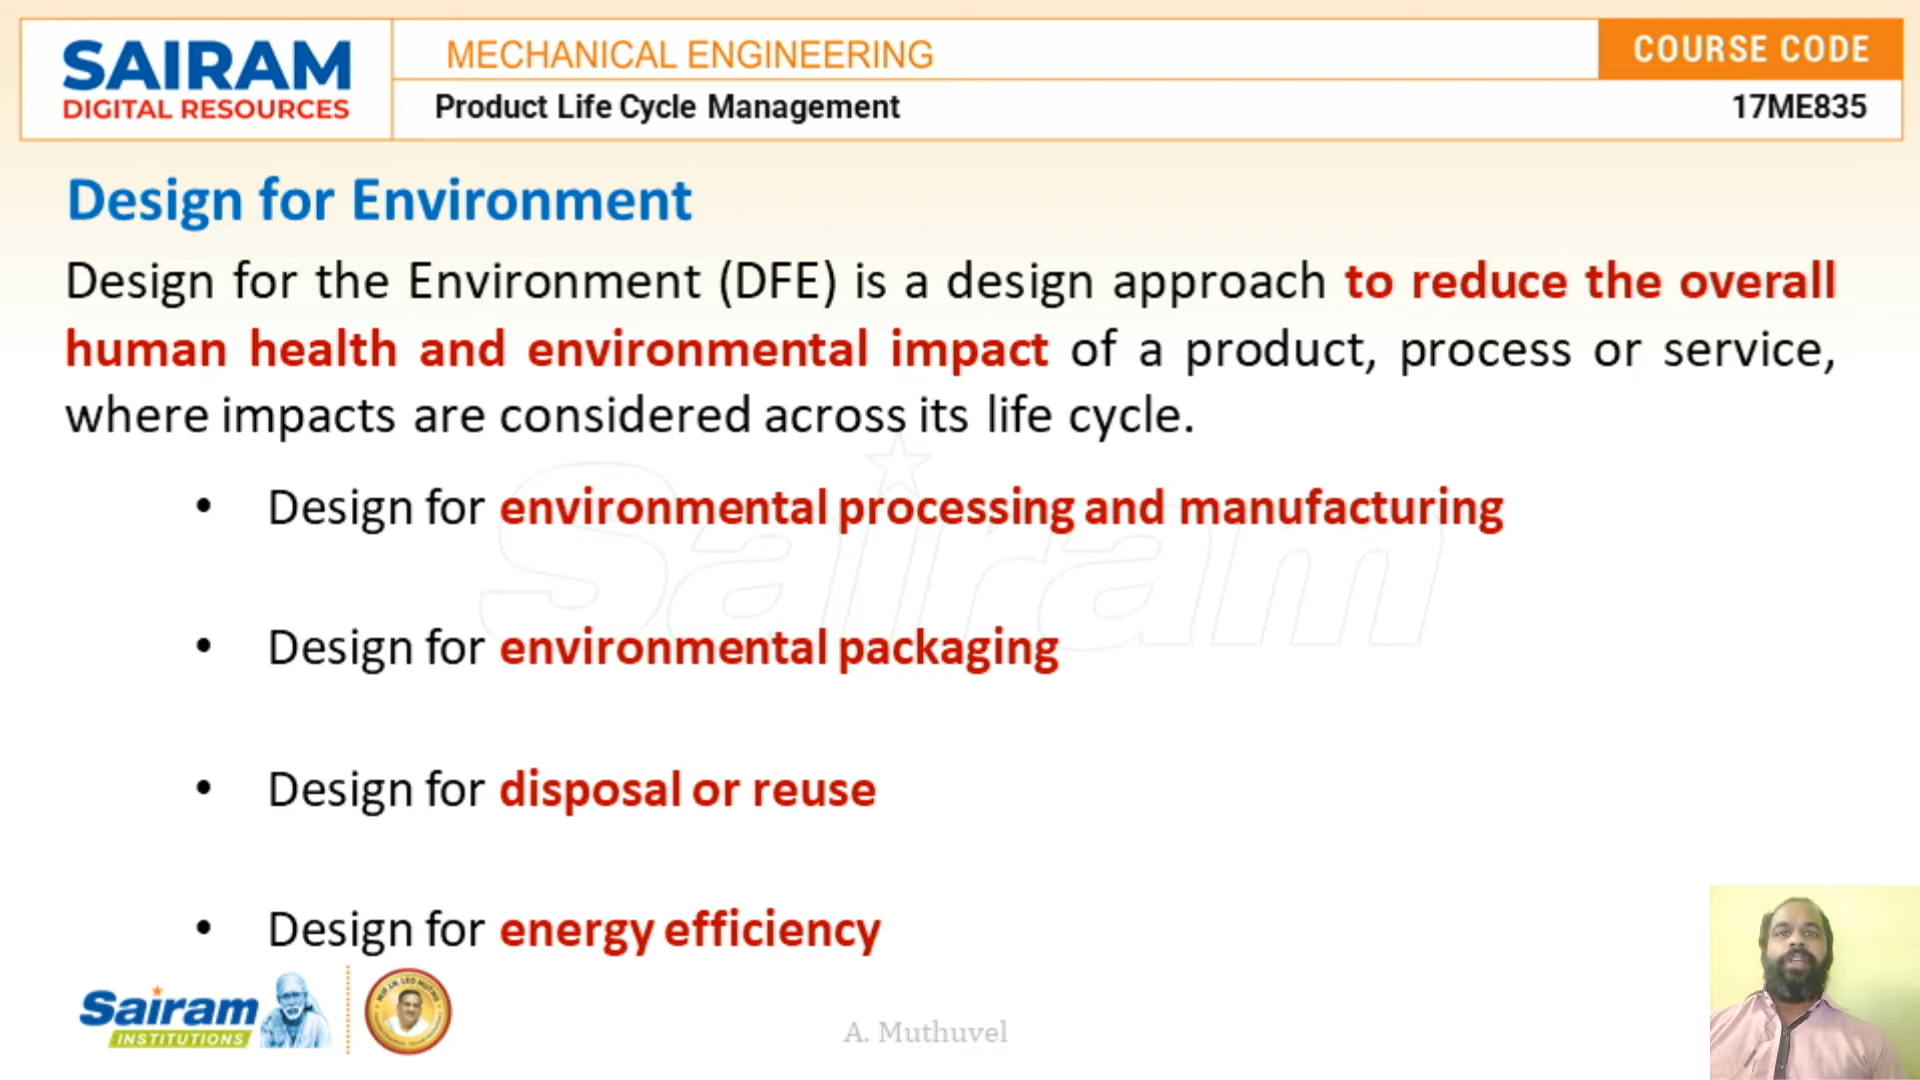 SAIRAM
DIGITAL RESOURCES
MECHANICAL ENGINEERING
COURSE CODE
Product Life Cycle Management
17ME835
Design for Environment
Design for the Environment (DFE) is a design approach to reduce the overall
human health and environmental impact of a product, process or service,
where impacts are considered across its life cycle.
• Design for environmental processing and manufacturing
• Design for environmental packaging
• Design for disposal or reuse
• Design for energy efficiency
Sairam
Sairam
INSTITUTIONS
A. Muthuvel